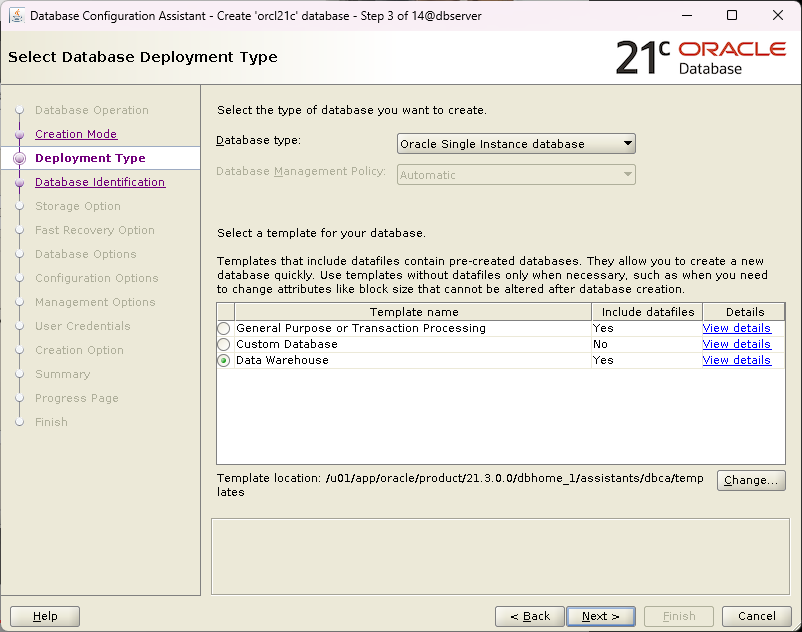 Database Configuration Assistant - Create 'orcl21c' database - Step 3 of 14@dbserver
Select Database Deployment Type
21c ORACLE
Database
Database Operation
Creation Mode
Deployment Type
Database Identification
Storage Option
Fast Recovery Option
Database Options
Configuration Options
Management Options
User Credentials
Creation Option
Summary
Progress Page
Finish
Select the type of database you want to create.
Database type: Oracle Single Instance database
Database Management Policy: Automatic
Select a template for your database.
Templates that include datafiles contain pre-created databases. They allow you to create a new
database quickly. Use templates without datafiles only when necessary, such as when you need
to change attributes like block size that cannot be altered after database creation.
Template name Include datafiles Details
General Purpose or Transaction Processing Yes View details
Custom Database No View details
Data Warehouse Yes View details
Template location: /u01/app/oracle/product/21.3.0.0/dbhome_1/assistants/dbca/temp
lates
Change...
Help < Back Next > Finish Cancel